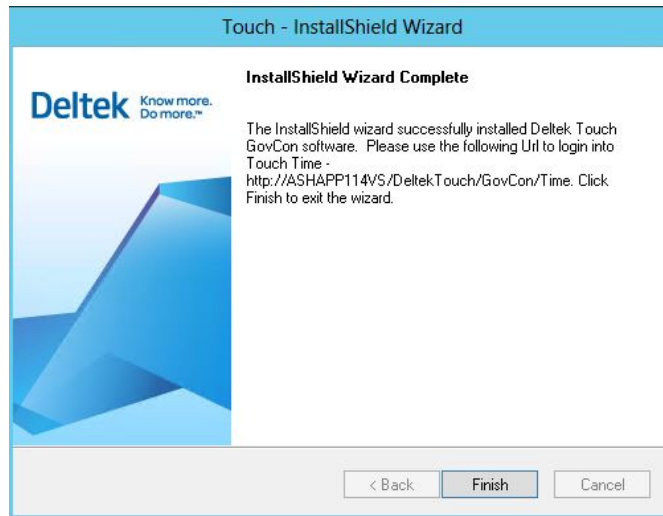 Touch - InstallShield Wizard
Deltek Know more.
Do more.™
InstallShield Wizard Complete
The InstallShield wizard successfully installed Deltek Touch
GovCon software. Please use the following Url to login into
Touch Time -
http://ASHAPP114VS/DeltekTouch/GovCon/Time. Click
Finish to exit the wizard.
< Back Finish Cancel